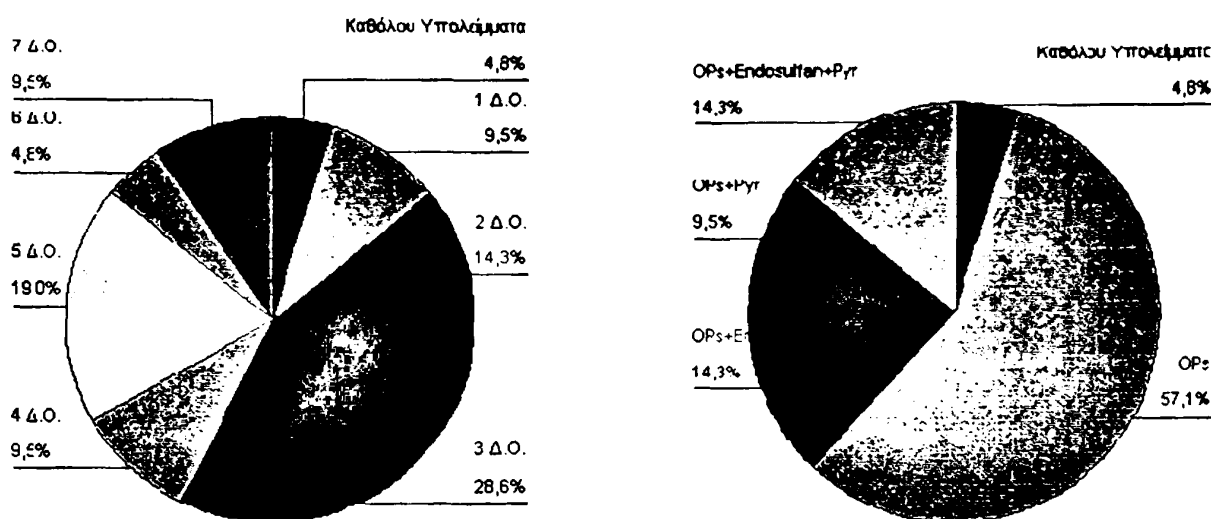 Καθόλου Υπολείμματα
4,8%
1 Δ.Ο.
9,5%
2 Δ.Ο.
14,3%
3 Δ.Ο.
28,6%
7 Δ.Ο.
9,5%
6 Δ.Ο.
4,8%
5 Δ.Ο.
190%
4 Δ.Ο.
9,5%
Καθόλου Υπολείμματα
4,8%
OPs
57,1%
OPs+Endosulfan+Pyr
14,3%
OPs+Pyr
9,5%
14,3%